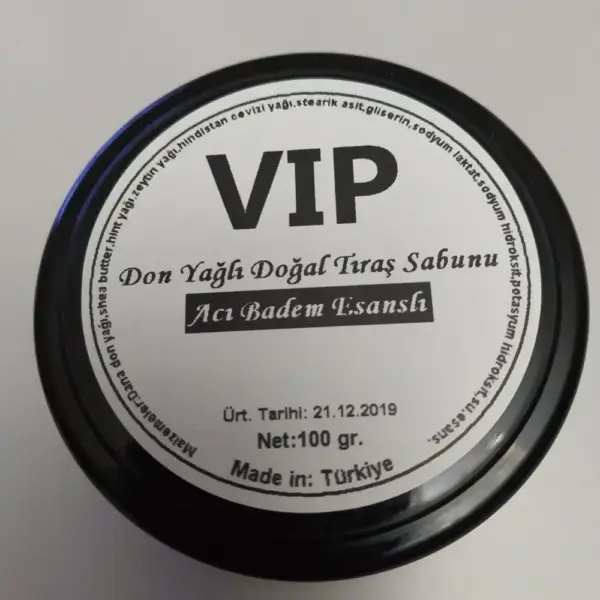 Malzemeler:Dana don yağı,shea butter,hint yağı,zeytin yağı,hindistan cevizi yağı,stearik asit,gliserin,sodyum laktat,sodyum hidroksit,potasyum hidroksit,su,esans.
VIP
Don Yağlı Doğal Tıraş Sabunu
Acı Badem Esanslı
Ürt. Tarihi: 21.12.2019
Net:100 gr.
Made in: Türkiye